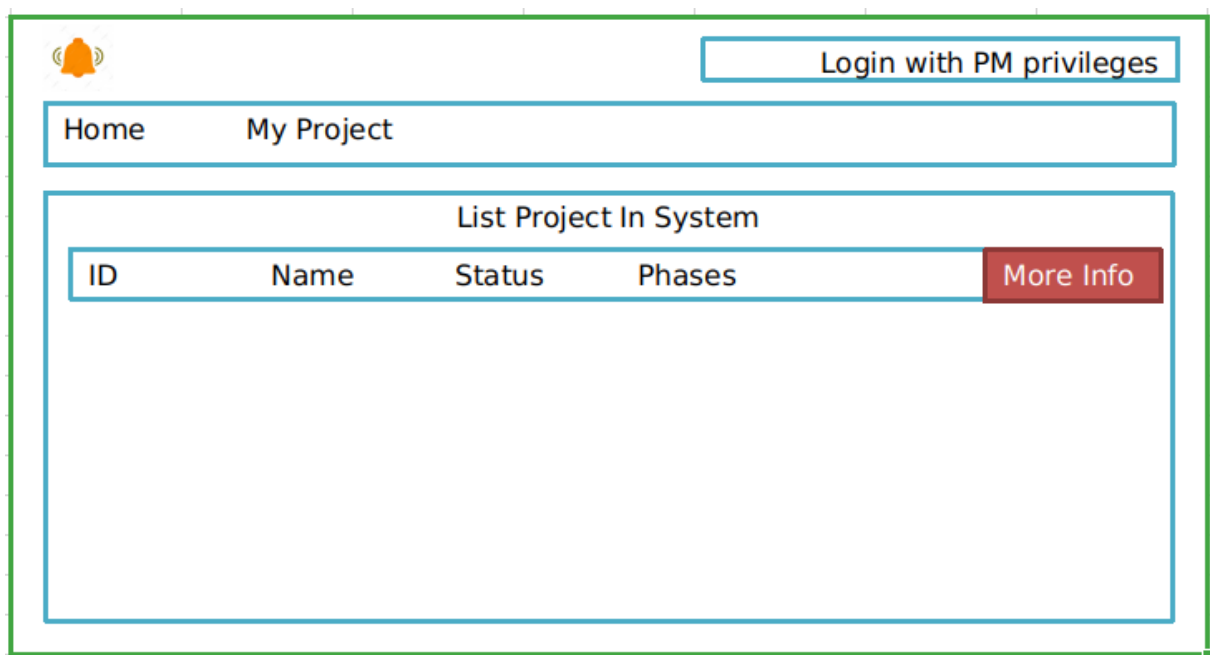 Login with PM privileges
Home My Project
List Project In System
ID Name Status Phases More Info